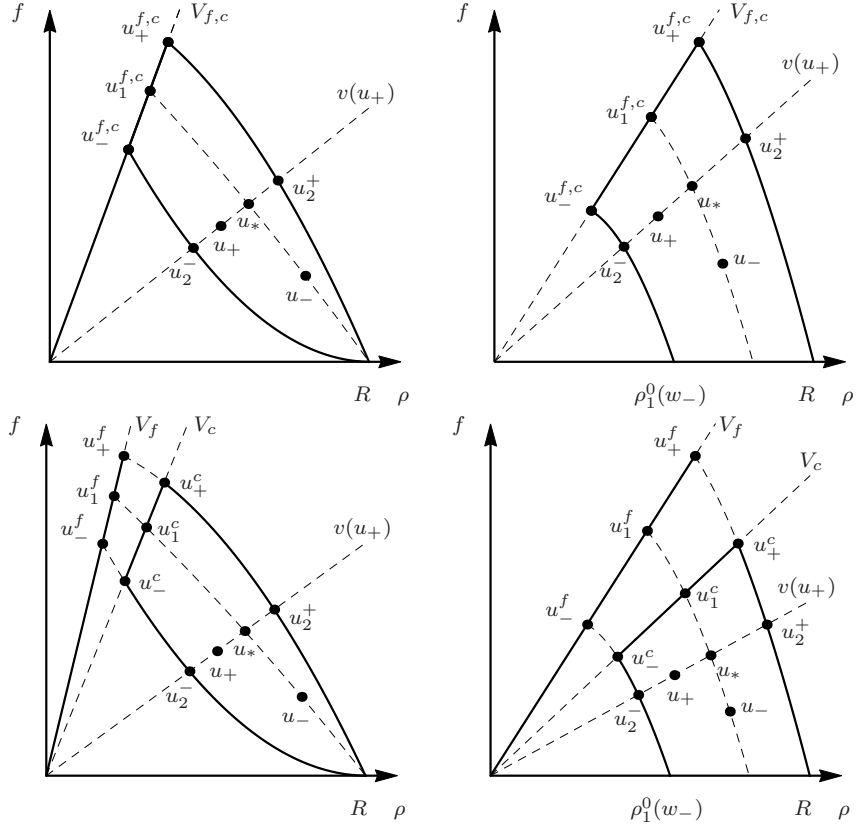 f
V_{f,c}
u_+^{f,c}
u_1^{f,c}
u_-^{f,c}
v(u_+)
u_2^+
u_*
u_+
u_2^-
u_-
R ρ
f
V_{f,c}
u_+^{f,c}
u_1^{f,c}
u_-^{f,c}
v(u_+)
u_2^+
u_*
u_+
u_2^-
u_-
ρ_1^0(w_-) R ρ
f
V_f V_c
u_+^f
u_+^c
u_1^f
u_1^c
u_-^f
u_-^c
v(u_+)
u_2^+
u_*
u_+
u_2^-
u_-
R ρ
f
V_f
u_+^f
V_c
u_1^f
u_+^c
u_-^f
u_1^c
v(u_+)
u_-^c
u_2^+
u_*
u_+
u_2^-
u_-
ρ_1^0(w_-) R ρ